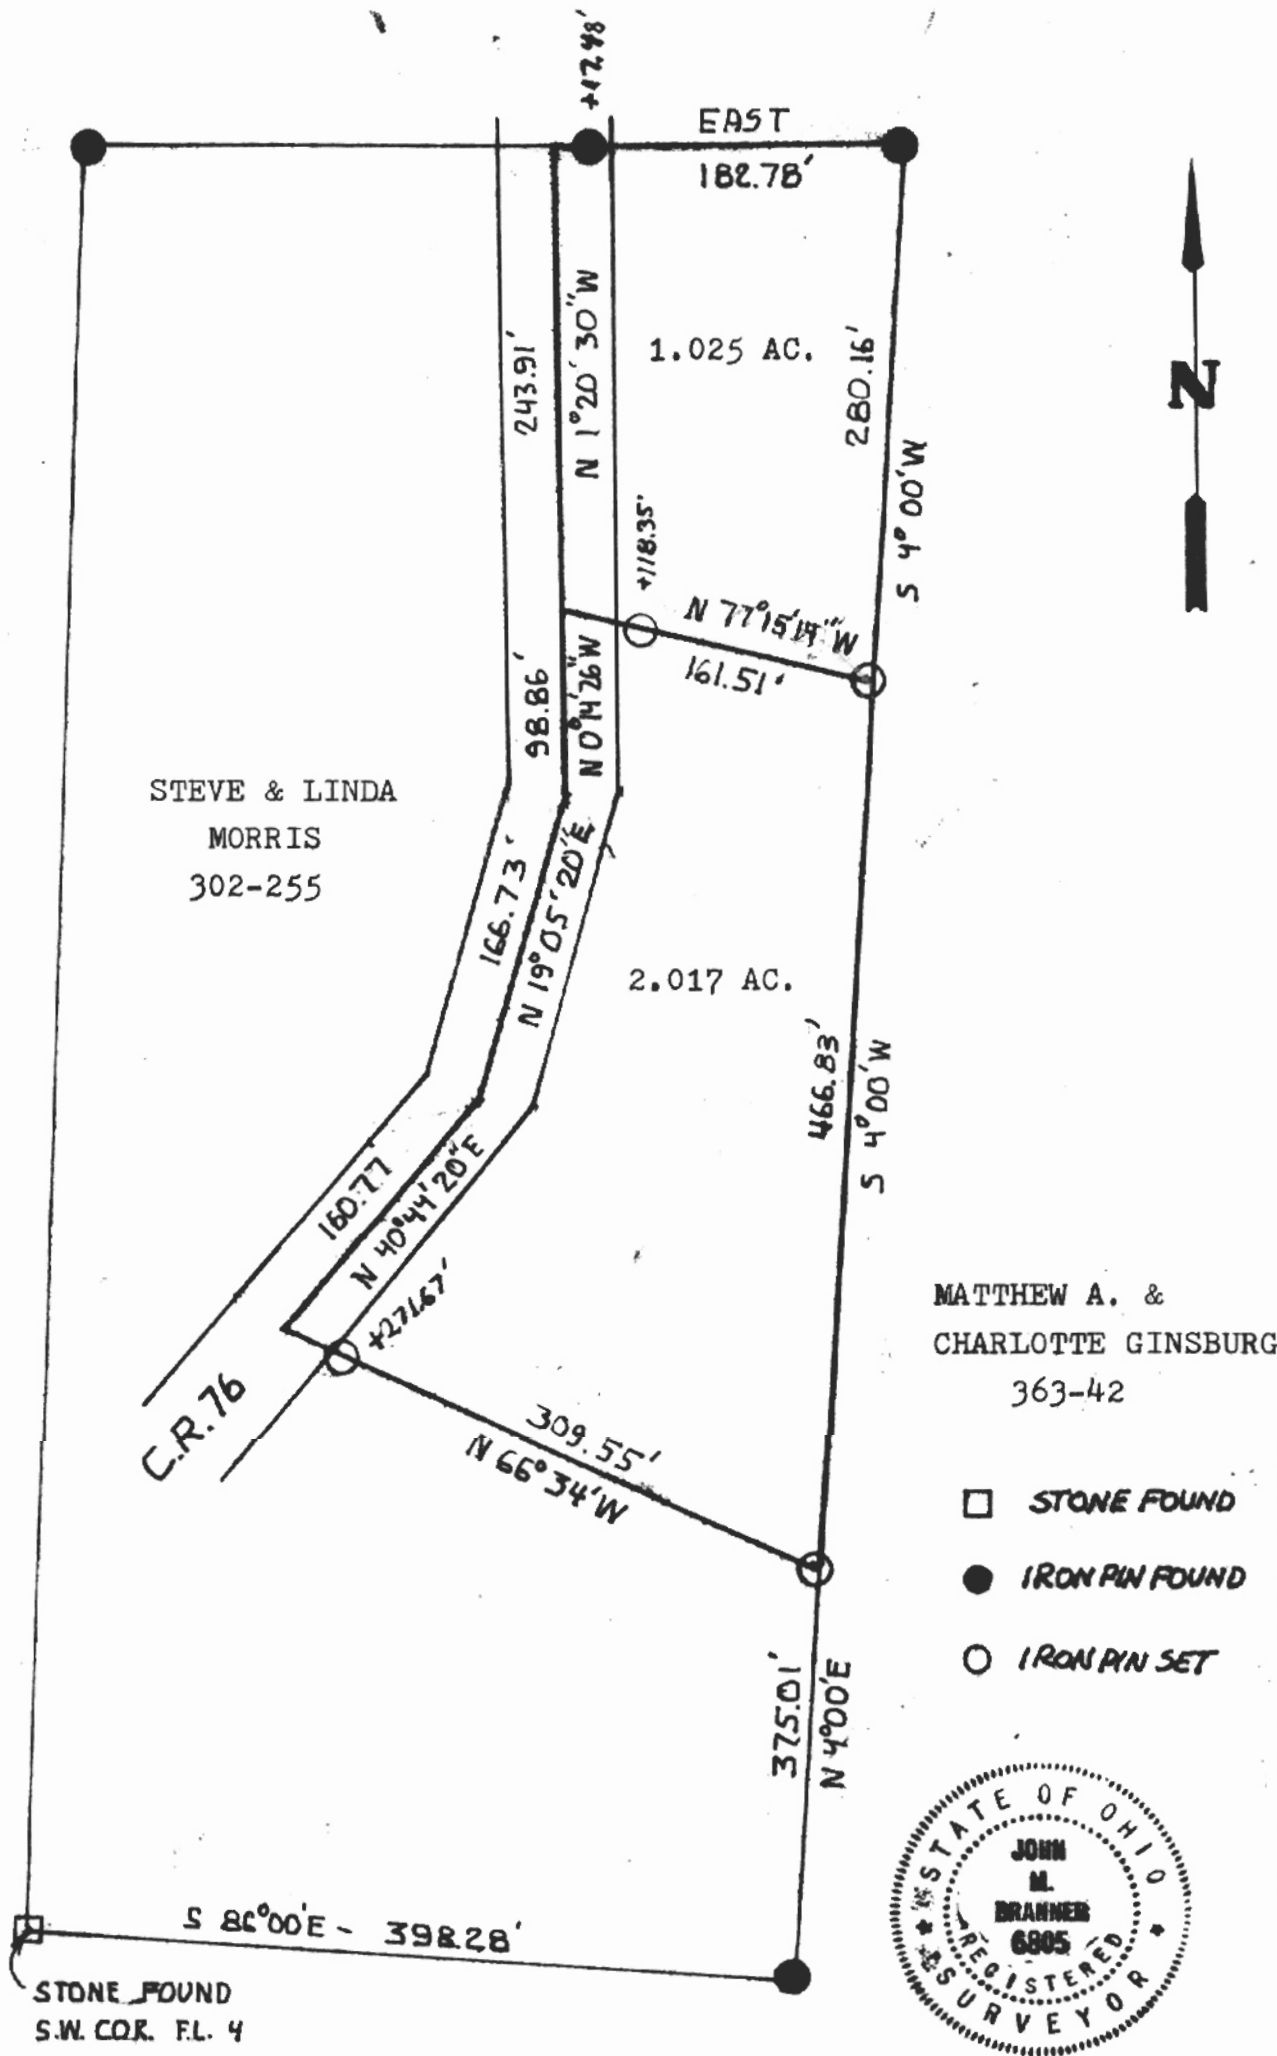 +17.48'
EAST
182.78'
243.91'
N 1°20'30"W
1.025 AC.
280.16'
S 4°00'W
N
+118.35'
N 77°15'19"W
161.51'
98.86'
N 0°14'26"W
STEVE & LINDA
MORRIS
302-255
166.73'
N 19°05'20"E
2.017 AC.
466.83'
S 4°00'W
160.77
N 40°44'20"E
+271.67'
C.R. 76
309.55'
N 66°34'W
MATTHEW A. &
CHARLOTTE GINSBURG
363-42
STONE FOUND
IRON PIN FOUND
IRON PIN SET
375.01'
N 4°00'E
S 86°00'E - 398.28'
STONE FOUND
S.W. COR. F.L. 4
STATE OF OHIO
JOHN
M.
BRANNER
6805
REGISTERED
SURVEYOR